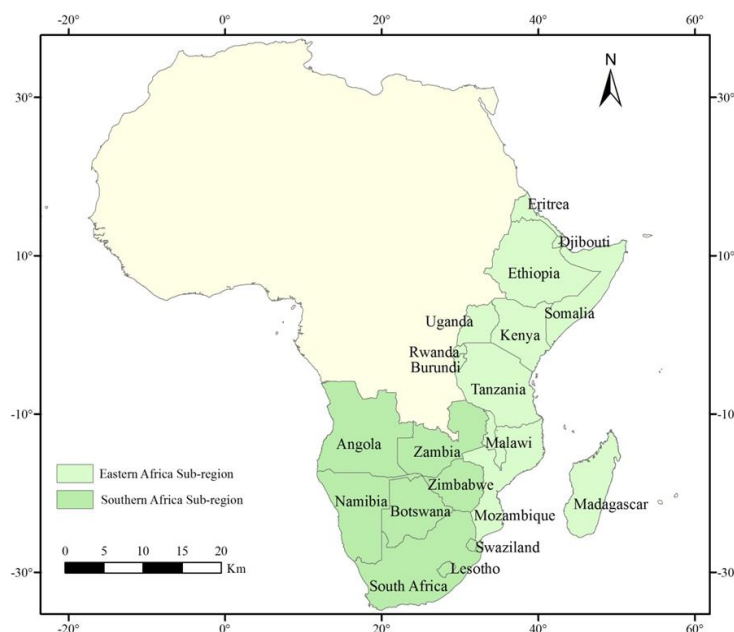 -20° 0° 20° 40° 60°
N
30° 30°
Eritrea
10° Djibouti 10°
Ethiopia
Somalia
Uganda
Kenya
Rwanda
Burundi
Tanzania
-10° -10°
Angola Zambia Malawi
Eastern Africa Sub-region
Zimbabwe
Southern Africa Sub-region Namibia Madagascar
Botswana Mozambique
Swaziland
0 5 10 20
Km
-30° Lesotho -30°
South Africa
-20° 0° 20° 40° 60°